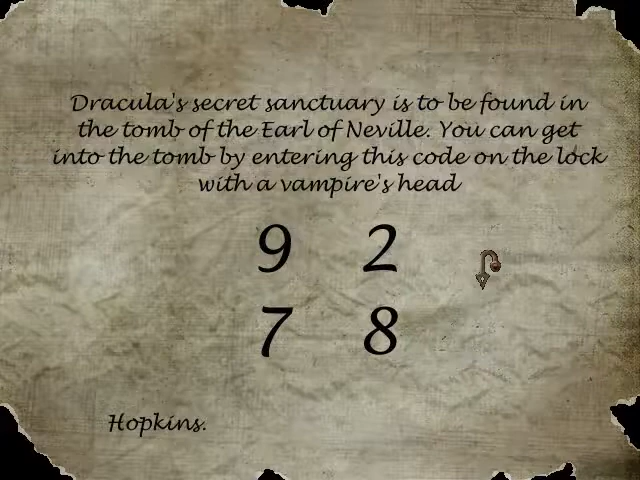 Dracula's secret sanctuary is to be found in
the tomb of the Earl of Neville. You can get
into the tomb by entering this code on the lock
with a vampire's head
9 2
7 8
Hopkins.